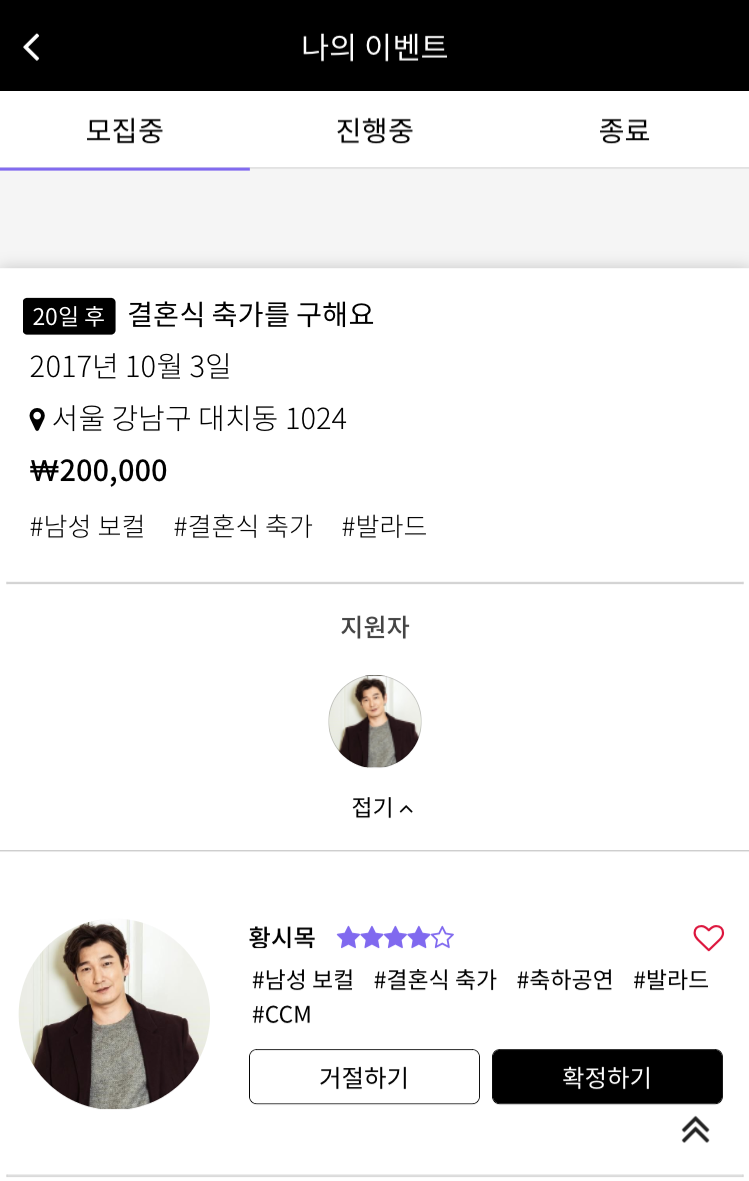 나의 이벤트
모집중 진행중 종료
20일 후 결혼식 축가를 구해요
2017년 10월 3일
서울 강남구 대치동 1024
₩200,000
#남성 보컬 #결혼식 축가 #발라드
지원자
접기
황시목
#남성 보컬 #결혼식 축가 #축하공연 #발라드
#CCM
거절하기 확정하기